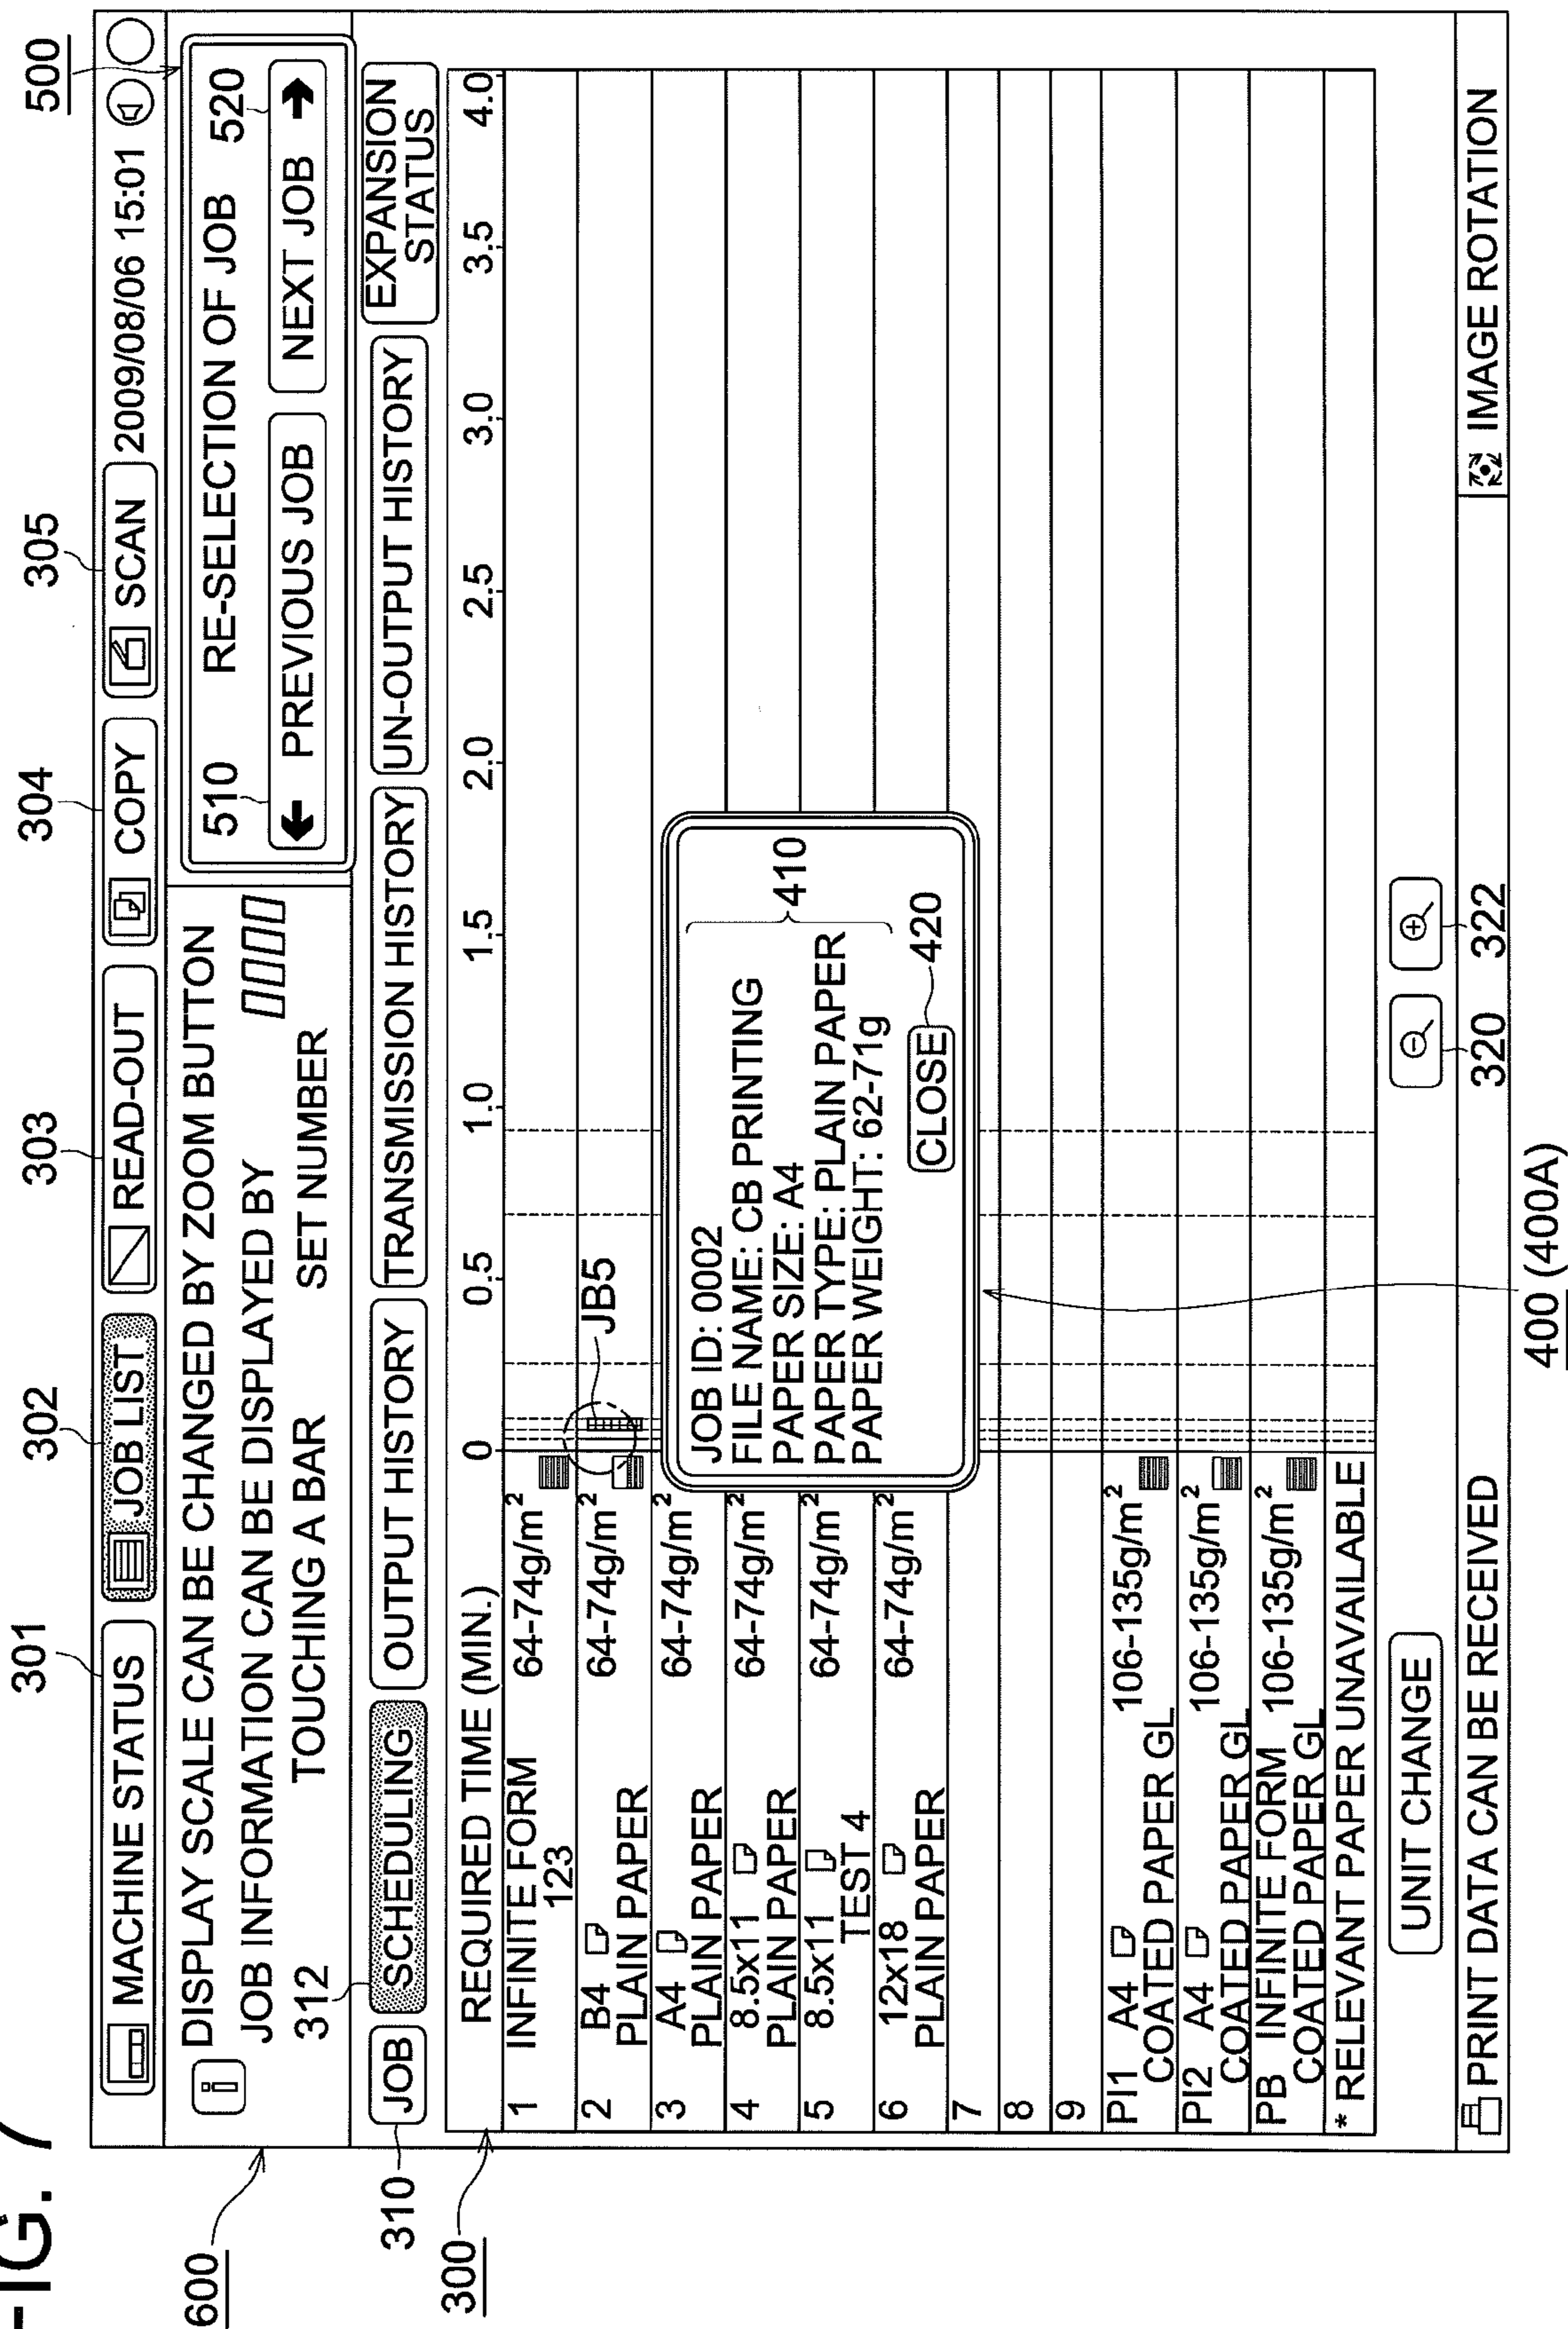 FIG. 7
301
302
303
304
305
500
MACHINE STATUS
JOB LIST
READ-OUT
COPY
SCAN
2009/08/06 15:01
600
i
DISPLAY SCALE CAN BE CHANGED BY ZOOM BUTTON
JOB INFORMATION CAN BE DISPLAYED BY
TOUCHING A BAR
SET NUMBER
0000
510
RE-SELECTION OF JOB
520
PREVIOUS JOB
NEXT JOB
312
310
JOB
SCHEDULING
OUTPUT HISTORY
TRANSMISSION HISTORY
UN-OUTPUT HISTORY
EXPANSION
STATUS
300
REQUIRED TIME (MIN.)
0 0.5 1.0 1.5 2.0 2.5 3.0 3.5 4.0
1 INFINITE FORM 64-74g/m²
123
JB5
2 B4 64-74g/m²
PLAIN PAPER
3 A4 64-74g/m²
PLAIN PAPER
4 8.5x11 64-74g/m²
PLAIN PAPER
5 8.5x11 64-74g/m²
TEST 4
6 12x18 64-74g/m²
PLAIN PAPER
7
8
9
PI1 A4 106-135g/m²
COATED PAPER GL
PI2 A4 106-135g/m²
COATED PAPER GL
PB INFINITE FORM 106-135g/m²
COATED PAPER GL
* RELEVANT PAPER UNAVAILABLE
JOB ID: 0002
FILE NAME: CB PRINTING
PAPER SIZE: A4
PAPER TYPE: PLAIN PAPER
PAPER WEIGHT: 62-71g
410
CLOSE
420
UNIT CHANGE
320
322
PRINT DATA CAN BE RECEIVED
IMAGE ROTATION
400 (400A)